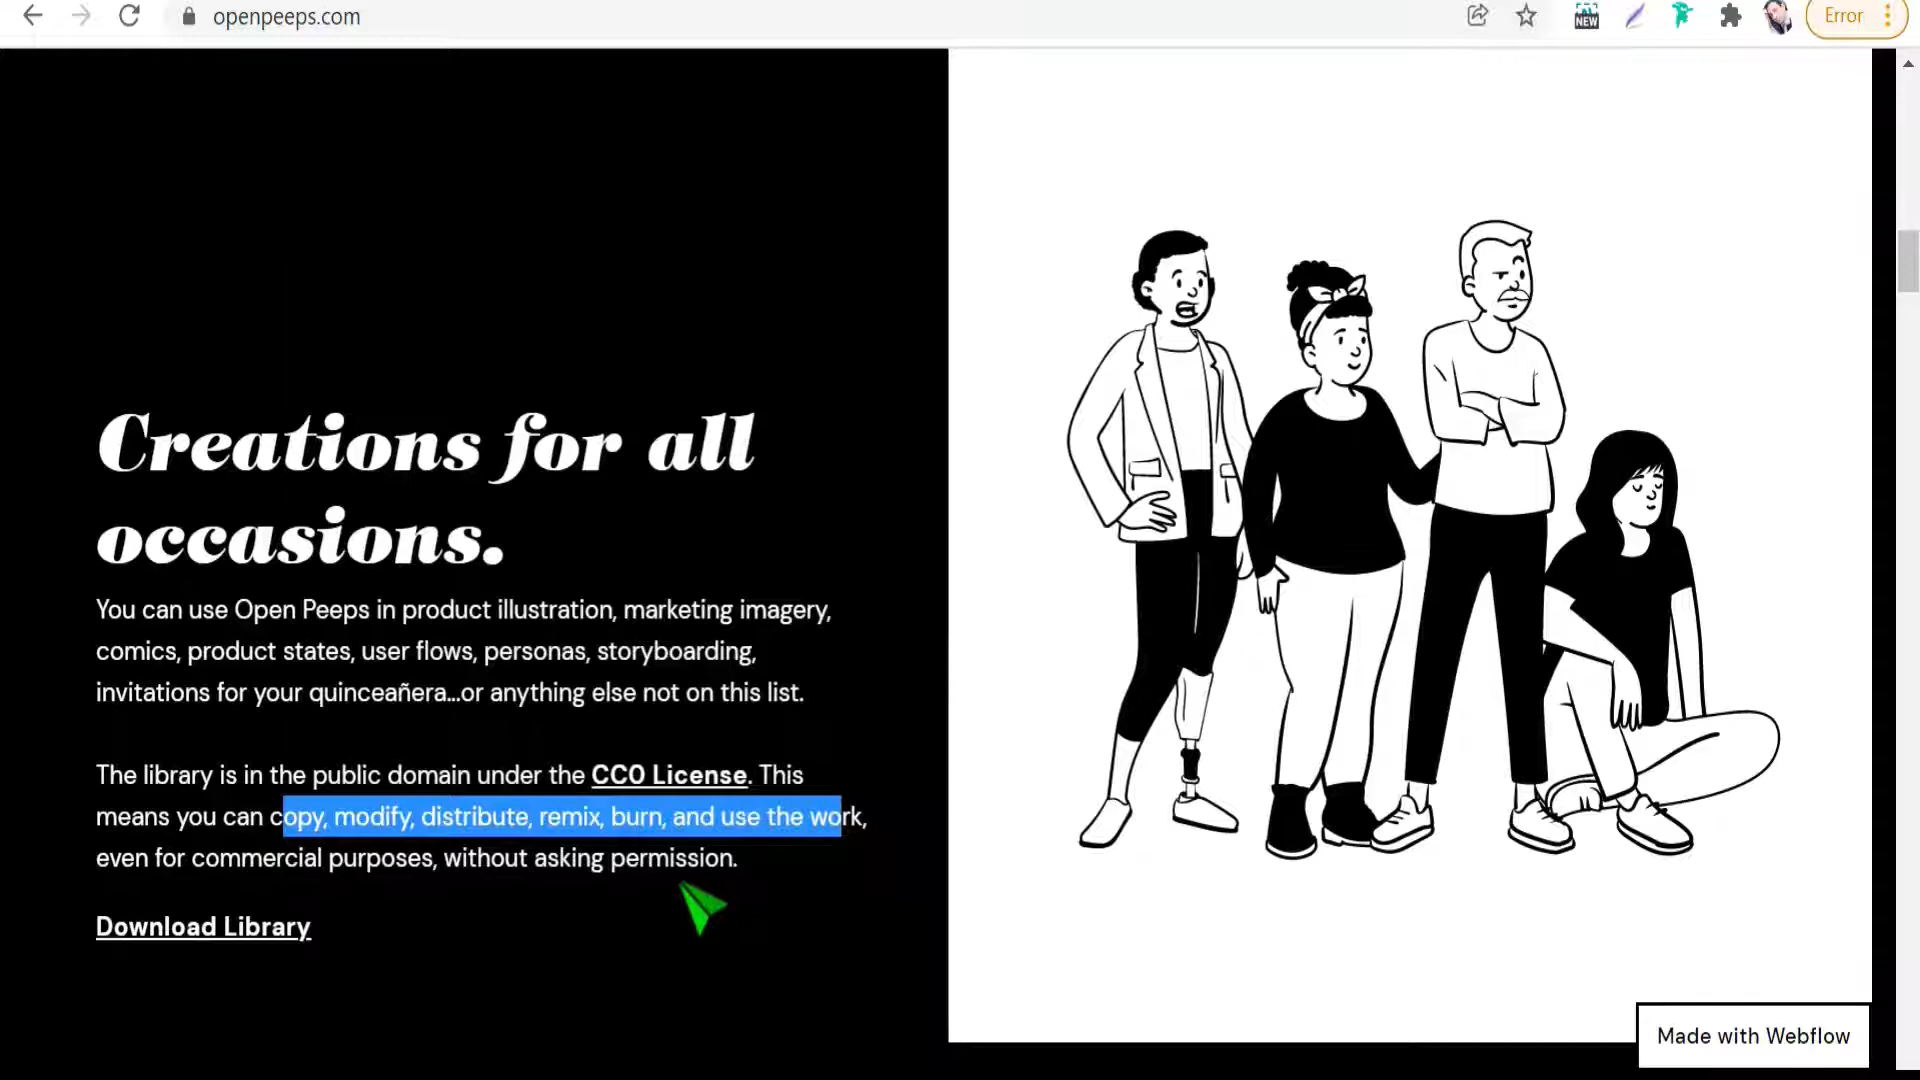 openpeeps.com
NEW
Error
Creations for all
occasions.
You can use Open Peeps in product illustration, marketing imagery,
comics, product states, user flows, personas, storyboarding,
invitations for your quinceañera...or anything else not on this list.
The library is in the public domain under the CC0 License. This
means you can copy, modify, distribute, remix, burn, and use the work,
even for commercial purposes, without asking permission.
Download Library
Made with Webflow